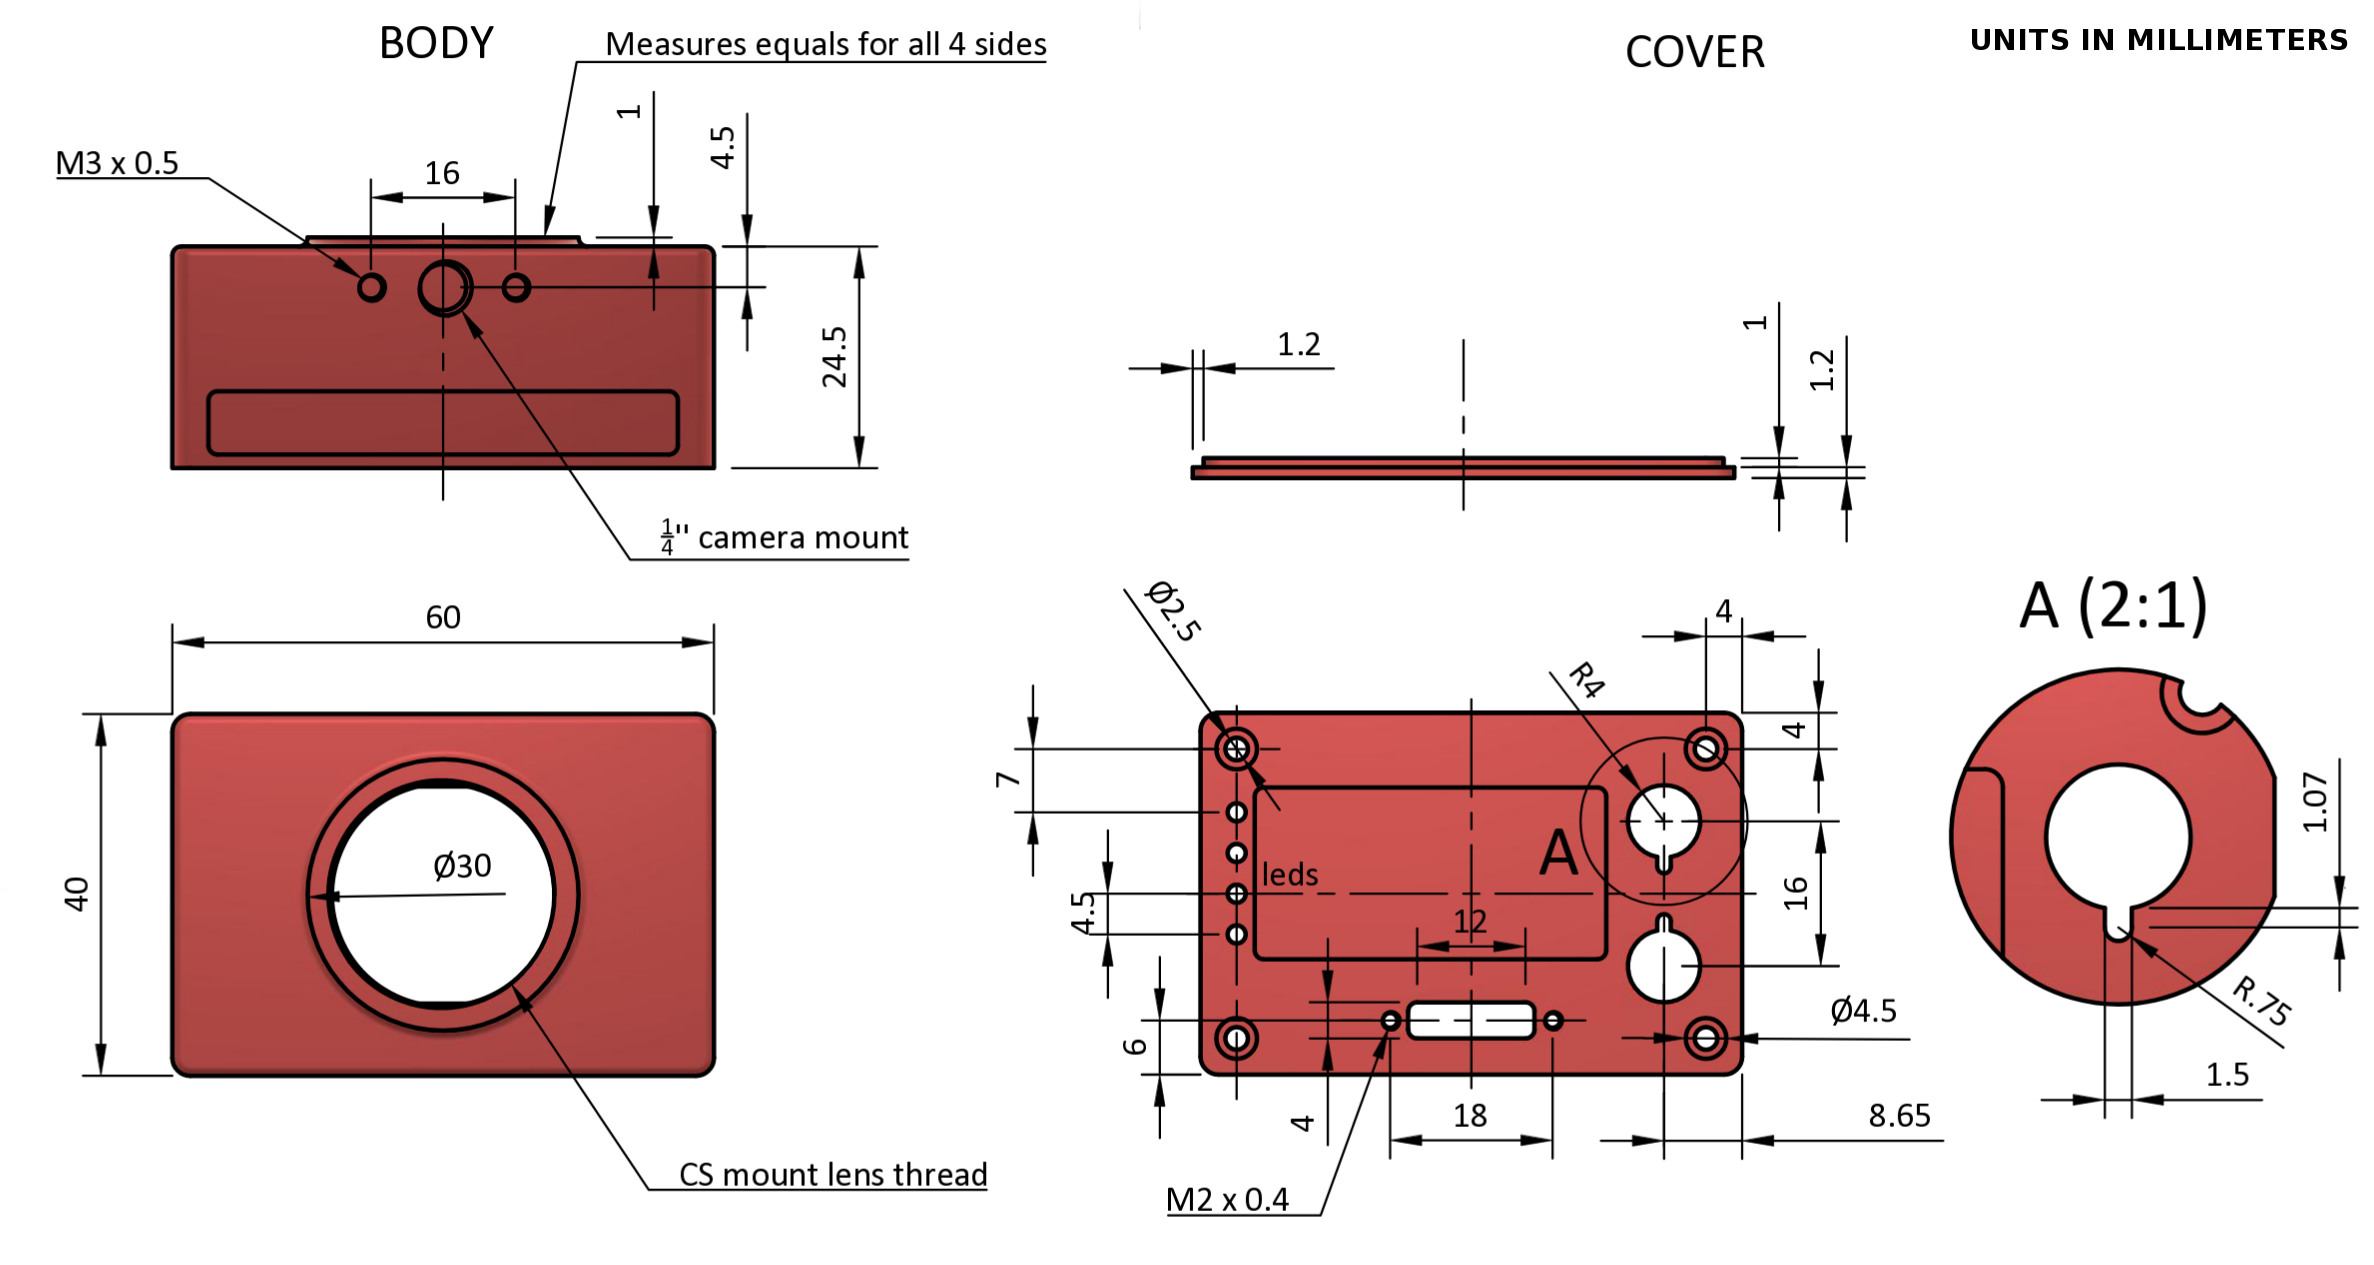 BODY
Measures equals for all 4 sides
COVER
UNITS IN MILLIMETERS
1
4.5
M3 x 0.5
16
24.5
1/4" camera mount
1.2
1
1.2
60
40
Ø30
CS mount lens thread
Ø2.5
R4
4
4
7
leds
A
4.5
12
16
6
4
18
Ø4.5
8.65
M2 x 0.4
A (2:1)
1.07
R.75
1.5